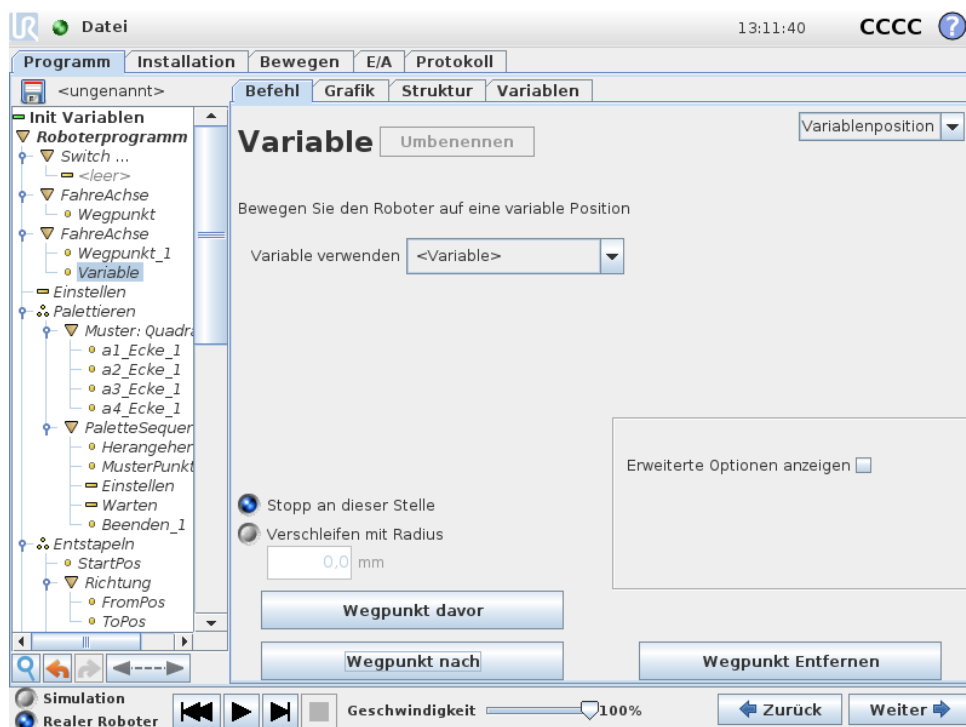 UR Datei 13:11:40 CCCC ?
Programm Installation Bewegen E/A Protokoll
<ungenannt>
Befehl Grafik Struktur Variablen
Init Variablen
Roboterprogramm
Switch ...
<leer>
FahreAchse
Wegpunkt
FahreAchse
Wegpunkt_1
Variable
Einstellen
Palettieren
Muster: Quadra
a1_Ecke_1
a2_Ecke_1
a3_Ecke_1
a4_Ecke_1
PaletteSequen
Herangehen
MusterPunkt
Einstellen
Warten
Beenden_1
Entstapeln
StartPos
Richtung
FromPos
ToPos
Variable Umbenennen
Variablenposition
Bewegen Sie den Roboter auf eine variable Position
Variable verwenden <Variable>
Erweiterte Optionen anzeigen
Stopp an dieser Stelle
Verschleifen mit Radius
0,0 mm
Wegpunkt davor
Wegpunkt nach
Wegpunkt Entfernen
Simulation
Realer Roboter
Geschwindigkeit 100%
Zurück
Weiter